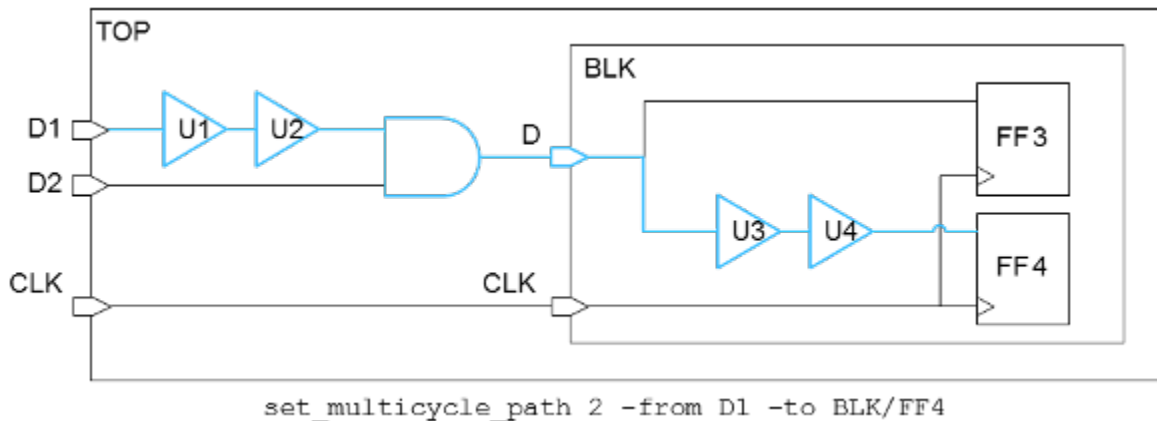 TOP
BLK
D1
U1
U2
D
FF3
D2
U3
U4
FF4
CLK
CLK
set_multicycle_path 2 -from D1 -to BLK/FF4